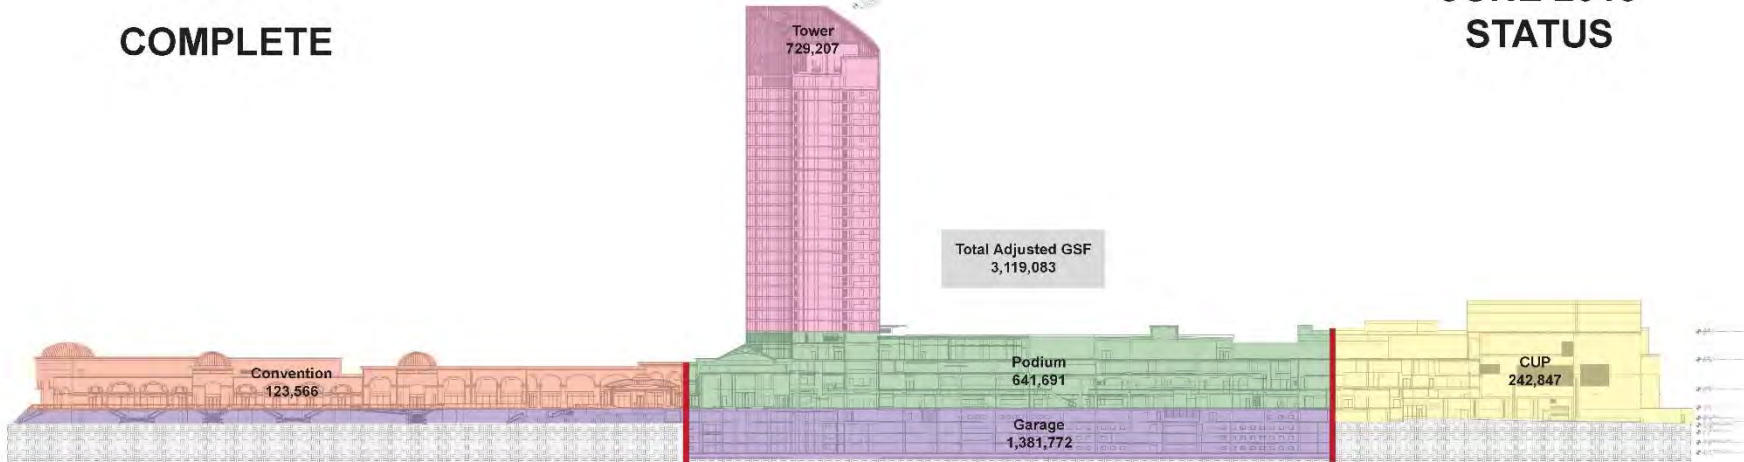 COMPLETE
STATUS
Tower
729,207
Total Adjusted GSF
3,119,083
Convention
123,566
Podium
641,691
CUP
242,847
Garage
1,381,772